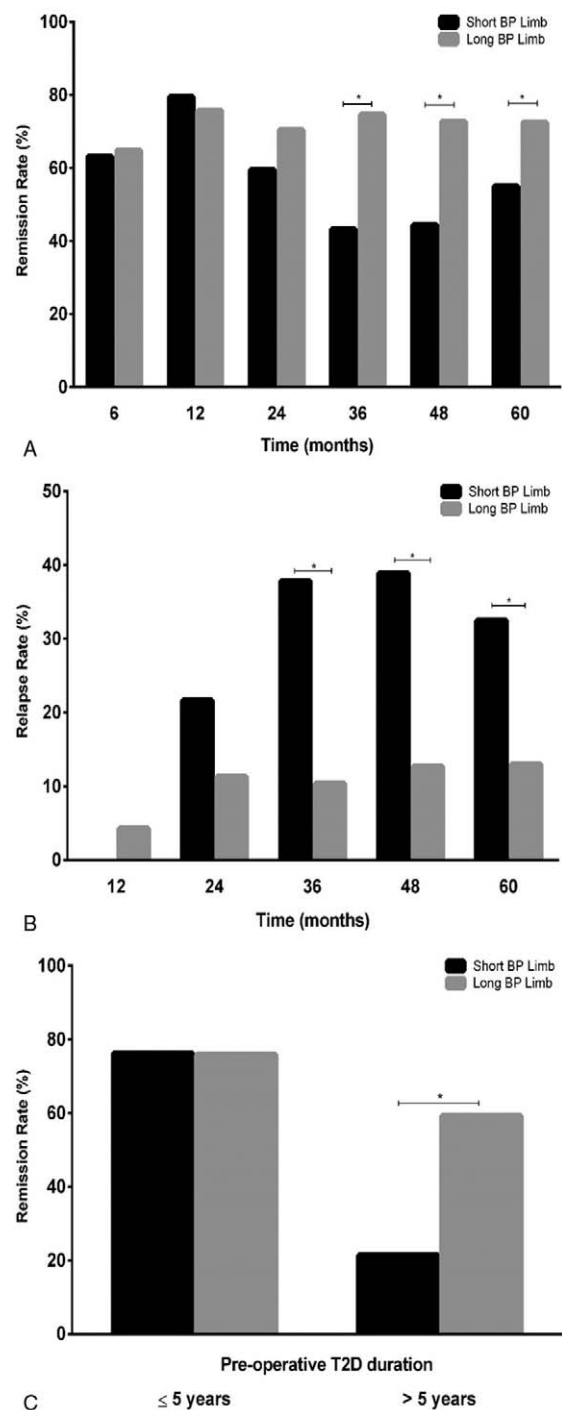 100
Short BP Limb
Long BP Limb
80
*
*
*
60
40
20
0
Remission Rate (%)
6 12 24 36 48 60
Time (months)
A
50
Short BP Limb
Long BP Limb
40
*
*
*
30
20
10
0
Relapse Rate (%)
12 24 36 48 60
Time (months)
B
100
Short BP Limb
Long BP Limb
80
*
60
40
20
0
Remission Rate (%)
Pre-operative T2D duration
C
≤ 5 years > 5 years